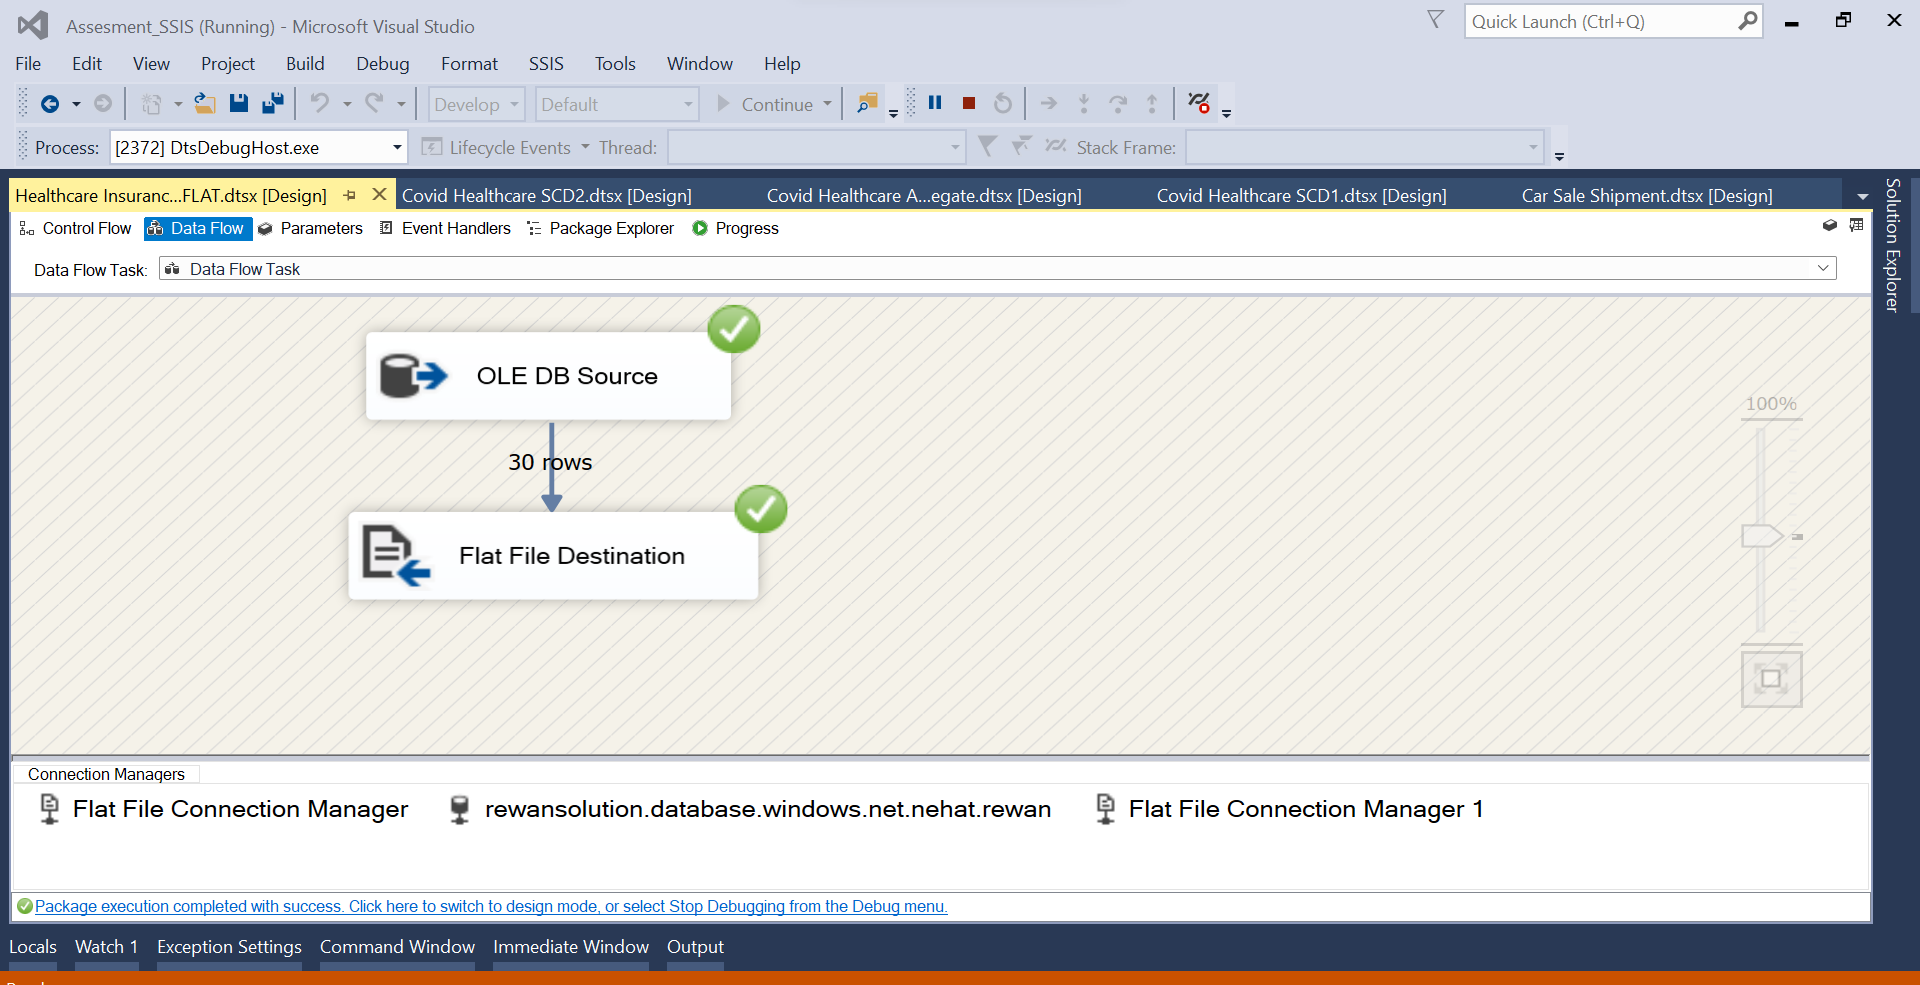 Assesment_SSIS (Running) - Microsoft Visual Studio
Quick Launch (Ctrl+Q)
File Edit View Project Build Debug Format SSIS Tools Window Help
Develop Default Continue
Process: [2372] DtsDebugHost.exe Lifecycle Events Thread: Stack Frame:
Healthcare Insuranc...FLAT.dtsx [Design] Covid Healthcare SCD2.dtsx [Design] Covid Healthcare A...egate.dtsx [Design] Covid Healthcare SCD1.dtsx [Design] Car Sale Shipment.dtsx [Design]
Solution Explorer
Control Flow Data Flow Parameters Event Handlers Package Explorer Progress
Data Flow Task: Data Flow Task
OLE DB Source
100%
30 rows
Flat File Destination
Connection Managers
Flat File Connection Manager rewansolution.database.windows.net.nehat.rewan Flat File Connection Manager 1
Package execution completed with success. Click here to switch to design mode, or select Stop Debugging from the Debug menu.
Locals Watch 1 Exception Settings Command Window Immediate Window Output